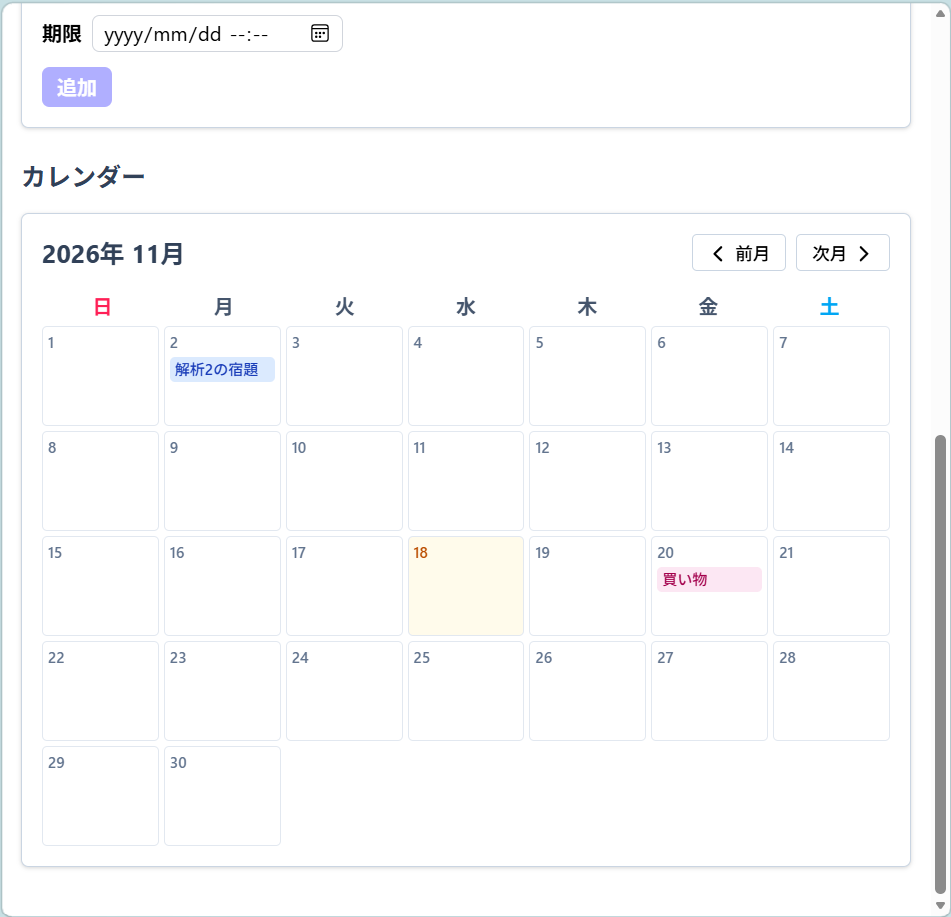 期限 yyyy/mm/dd --:--
追加
カレンダー
2026年 11月 前月 次月
日 月 火 水 木 金 土
1 2 3 4 5 6 7
解析2の宿題
8 9 10 11 12 13 14
15 16 17 18 19 20 21
買い物
22 23 24 25 26 27 28
29 30